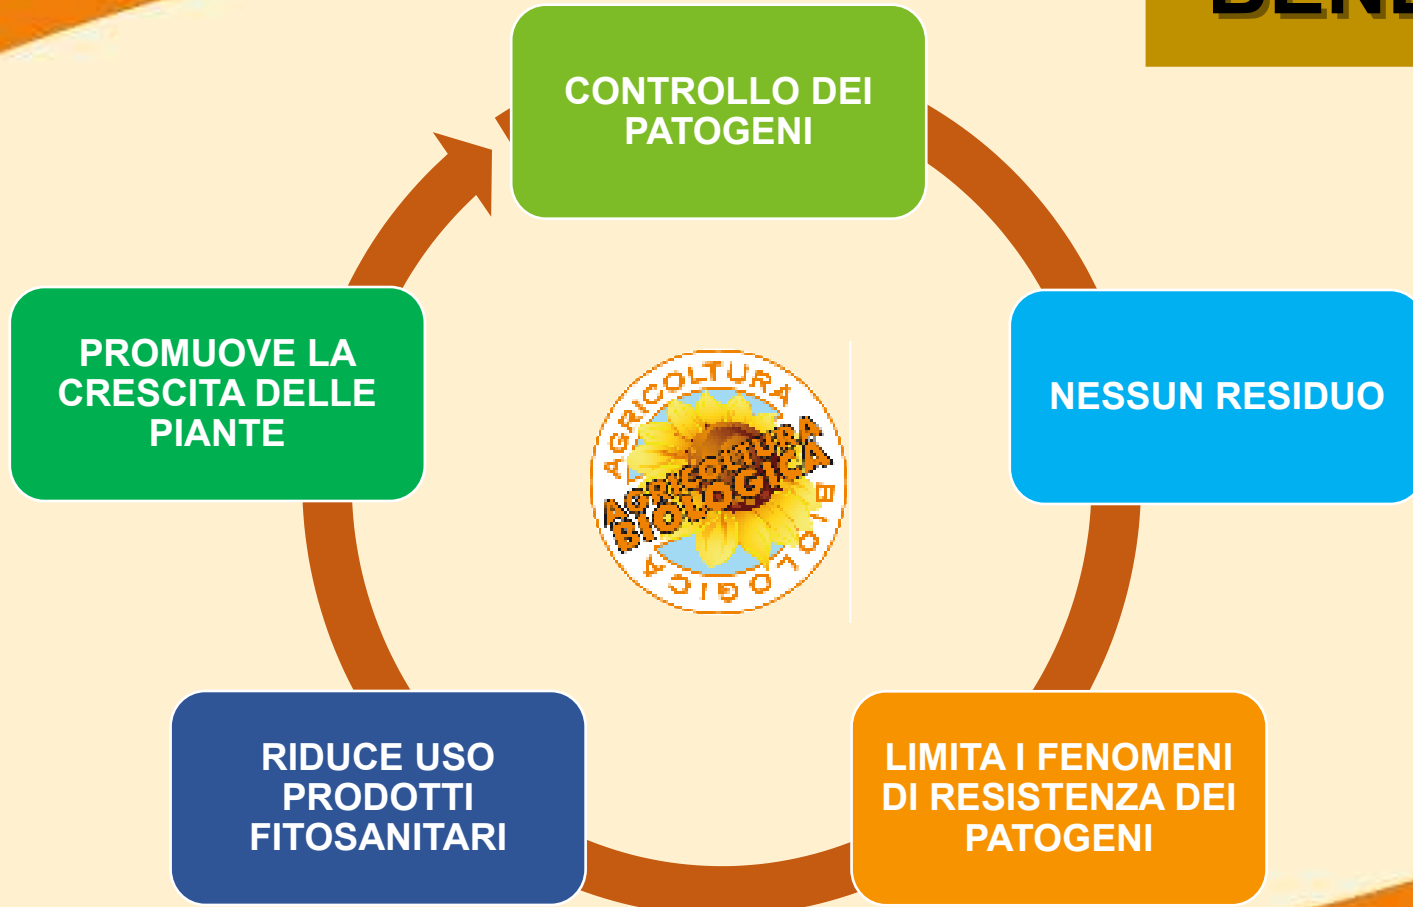 CONTROLLO DEI
PATOGENI
NESSUN RESIDUO
LIMITA I FENOMENI
DI RESISTENZA DEI
PATOGENI
RIDUCE USO
PRODOTTI
FITOSANITARI
PROMUOVE LA
CRESCITA DELLE
PIANTE
AGRICOLTURA BIOLOGICA
AGRICOLTURA
BIOLOGICA